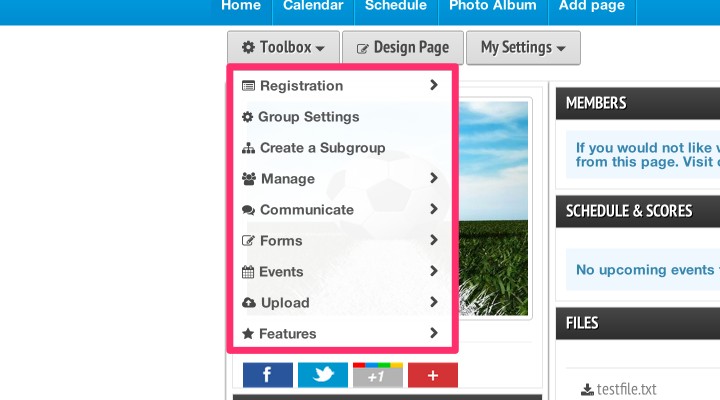 Home Calendar Schedule Photo Album Add page
Toolbox Design Page My Settings
Registration
Group Settings
Create a Subgroup
Manage
Communicate
Forms
Events
Upload
Features
f +1 +
MEMBERS
If you would not like
from this page. Visit
SCHEDULE & SCORES
No upcoming events
FILES
testfile.txt